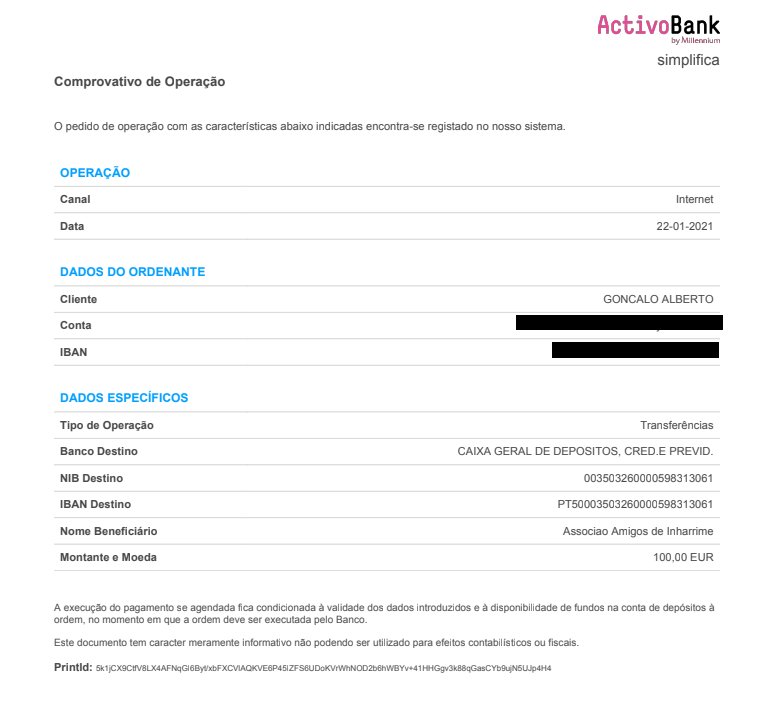 ActivoBank
by Millennium
simplifica
Comprovativo de Operação
O pedido de operação com as características abaixo indicadas encontra-se registado no nosso sistema.
OPERAÇÃO
Canal Internet
Data 22-01-2021
DADOS DO ORDENANTE
Cliente GONCALO ALBERTO
Conta
IBAN
DADOS ESPECÍFICOS
Tipo de Operação Transferências
Banco Destino CAIXA GERAL DE DEPOSITOS, CRED.E PREVID.
NIB Destino 003503260000598313061
IBAN Destino PT50003503260000598313061
Nome Beneficiário Associao Amigos de Inharrime
Montante e Moeda 100,00 EUR
A execução do pagamento se agendada fica condicionada à validade dos dados introduzidos e à disponibilidade de fundos na conta de depósitos à
ordem, no momento em que a ordem deve ser executada pelo Banco.
Este documento tem caracter meramente informativo não podendo ser utilizado para efeitos contabilísticos ou fiscais.
PrintId: